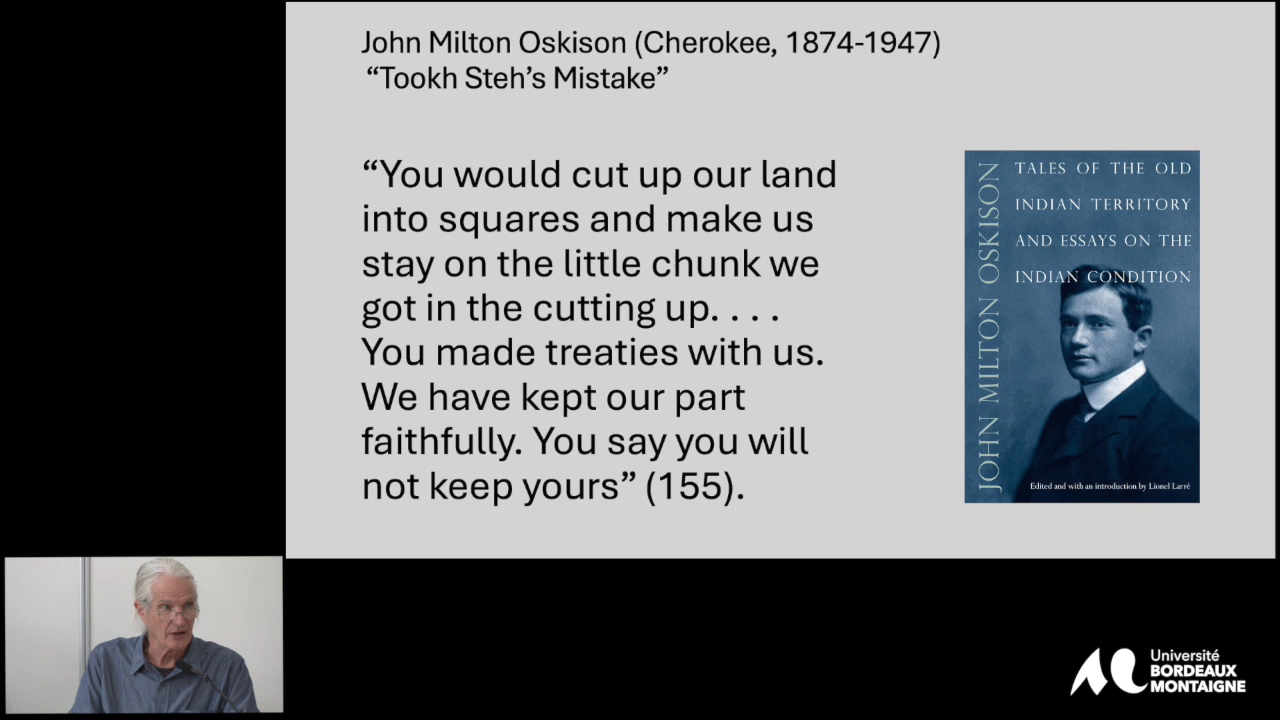 John Milton Oskison (Cherokee, 1874-1947)
“Tookh Steh’s Mistake”
“You would cut up our land
into squares and make us
stay on the little chunk we
got in the cutting up. . . .
You made treaties with us.
We have kept our part
faithfully. You say you will
not keep yours” (155).
JOHN MILTON OSKISON
TALES OF THE OLD
INDIAN TERRITORY
AND ESSAYS ON THE
INDIAN CONDITION
Edited and with an introduction by Lionel Larré
Université
BORDEAUX
MONTAIGNE